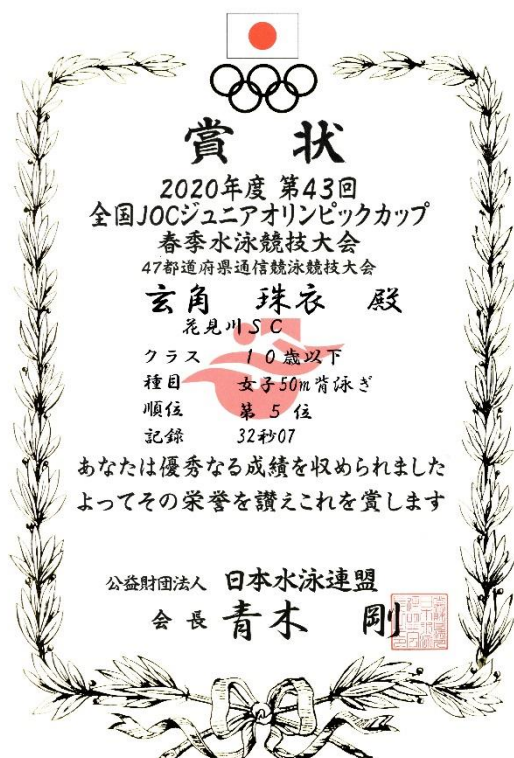 賞状
2020年度 第43回
全国JOCジュニアオリンピックカップ
春季水泳競技大会
47都道府県通信競泳競技大会
玄角 珠衣 殿
花見川SC
クラス 10歳以下
種目 女子50m背泳ぎ
順位 第5位
記録 32秒07
あなたは優秀なる成績を収められました
よってその栄誉を讃えこれを賞します
公益財団法人 日本水泳連盟
会長 青木 剛